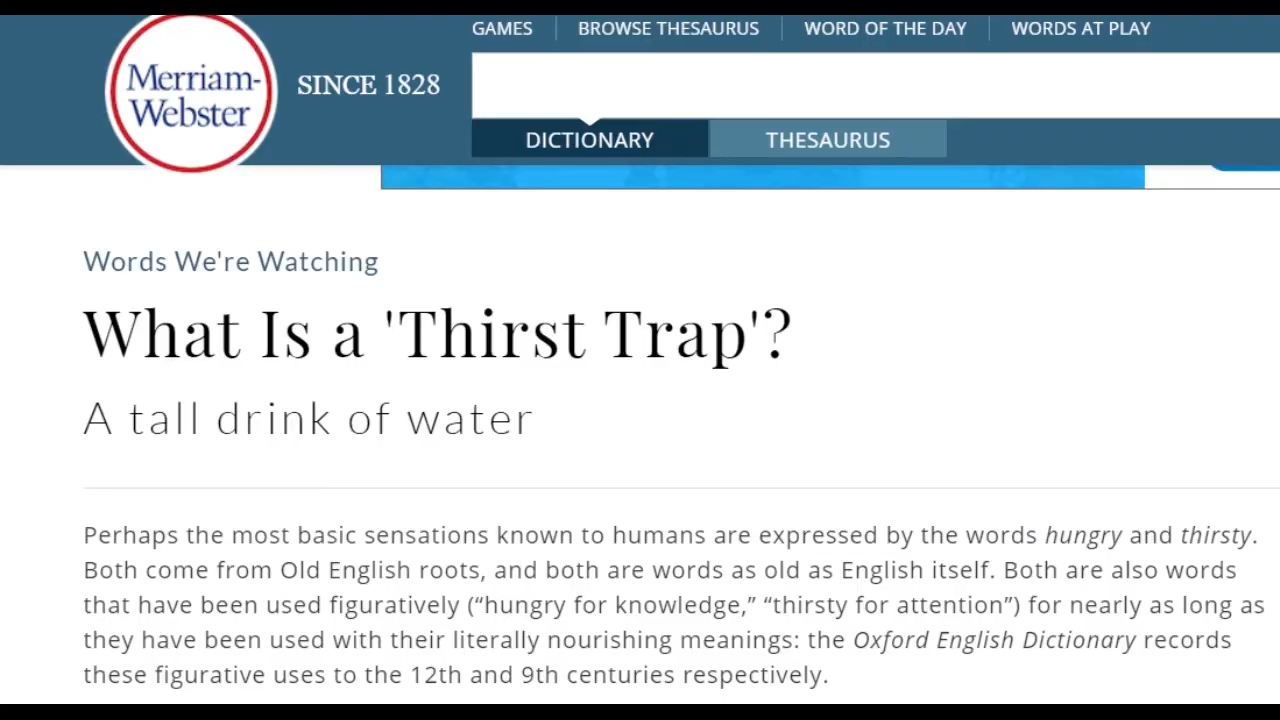 GAMES BROWSE THESAURUS WORD OF THE DAY WORDS AT PLAY
Merriam-
Webster
SINCE 1828
DICTIONARY THESAURUS
Words We're Watching
What Is a 'Thirst Trap'?
A tall drink of water
Perhaps the most basic sensations known to humans are expressed by the words hungry and thirsty.
Both come from Old English roots, and both are words as old as English itself. Both are also words
that have been used figuratively (“hungry for knowledge,” “thirsty for attention”) for nearly as long as
they have been used with their literally nourishing meanings: the Oxford English Dictionary records
these figurative uses to the 12th and 9th centuries respectively.